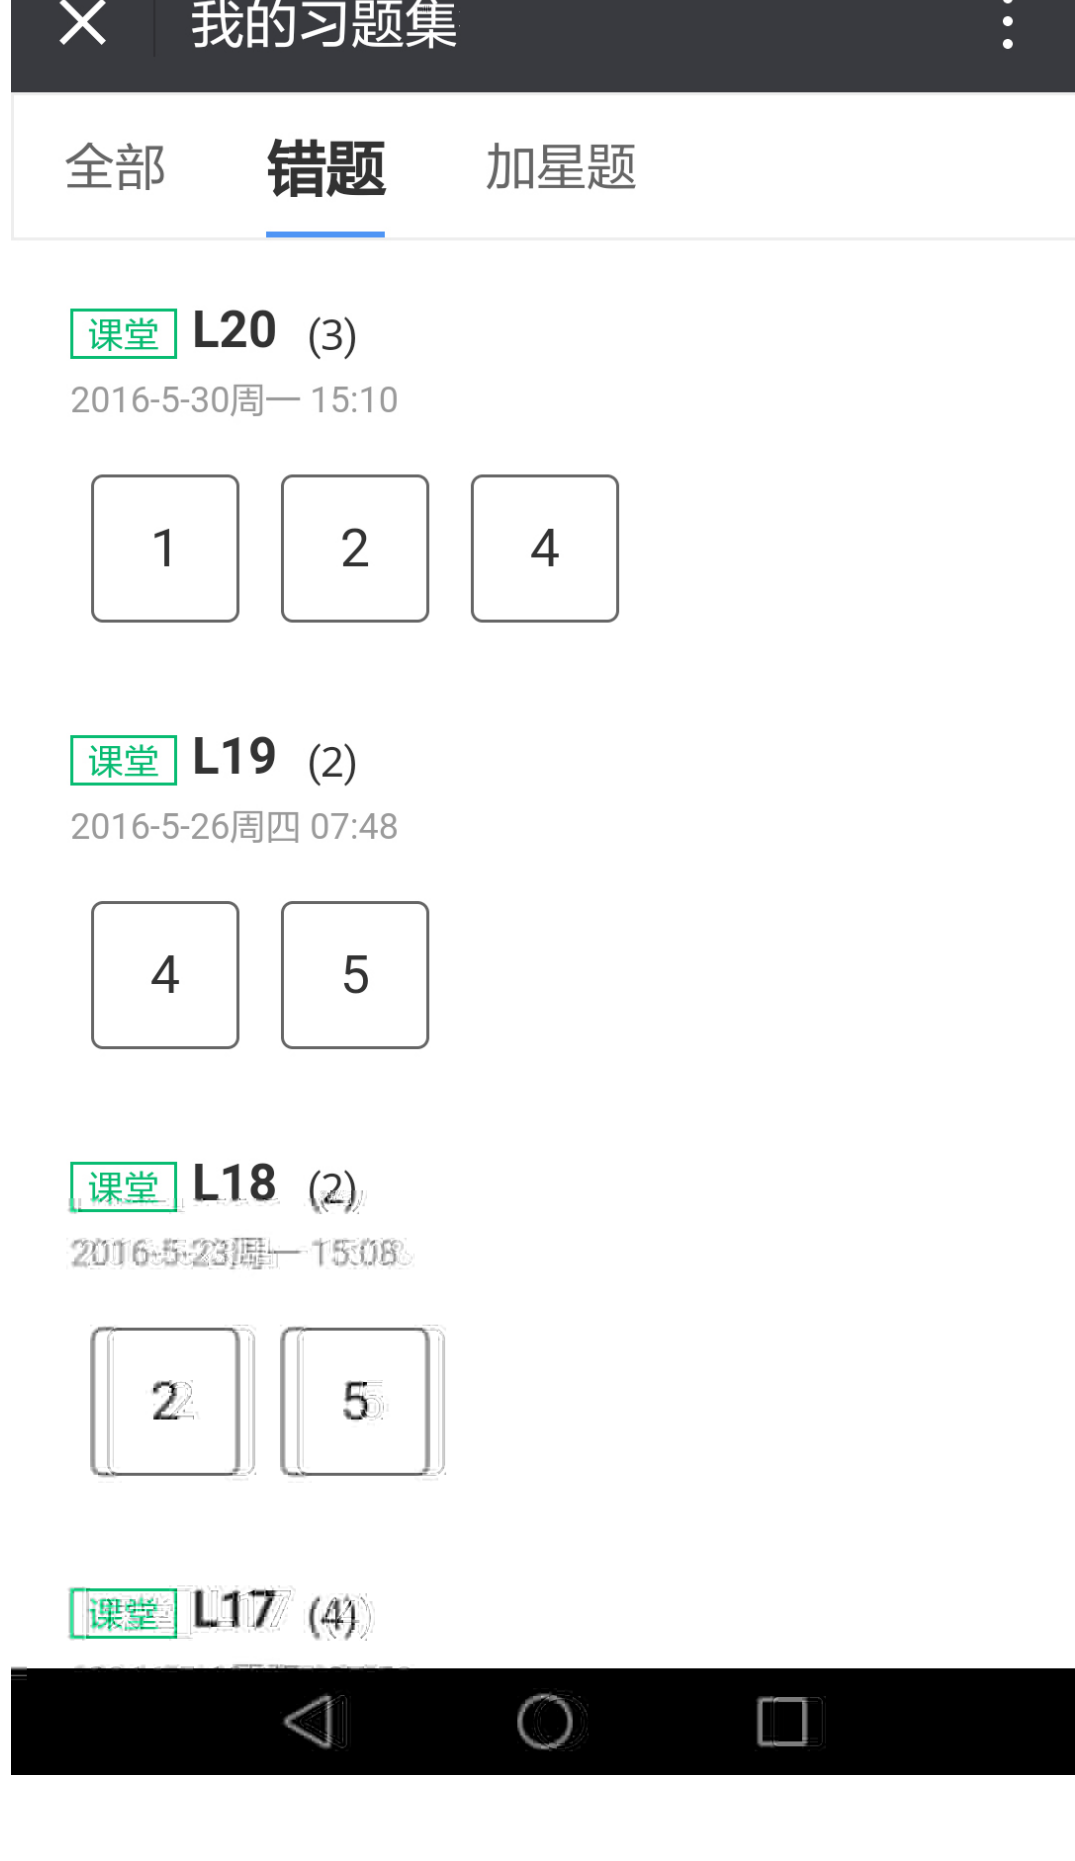 我的习题集
全部 错题 加星题
课堂 L20 (3)
2016-5-30周一 15:10
1 2 4
课堂 L19 (2)
2016-5-26周四 07:48
4 5
课堂 L18 (2)
2016-5-23周一 15:08
2 5
课堂 L17 (4)